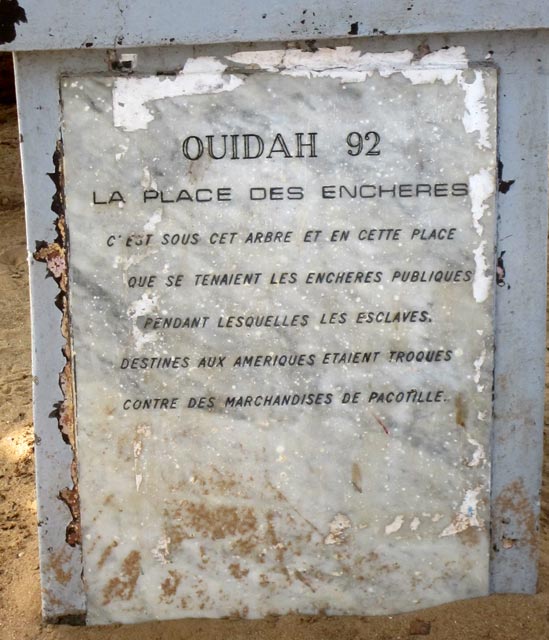 OUIDAH 92
LA PLACE DES ENCHERES
C'EST SOUS CET ARBRE ET EN CETTE PLACE
QUE SE TENAIENT LES ENCHERES PUBLIQUES
PENDANT LESQUELLES LES ESCLAVES.
DESTINES AUX AMERIQUES ETAIENT TROQUES
CONTRE DES MARCHANDISES DE PACOTILLE.